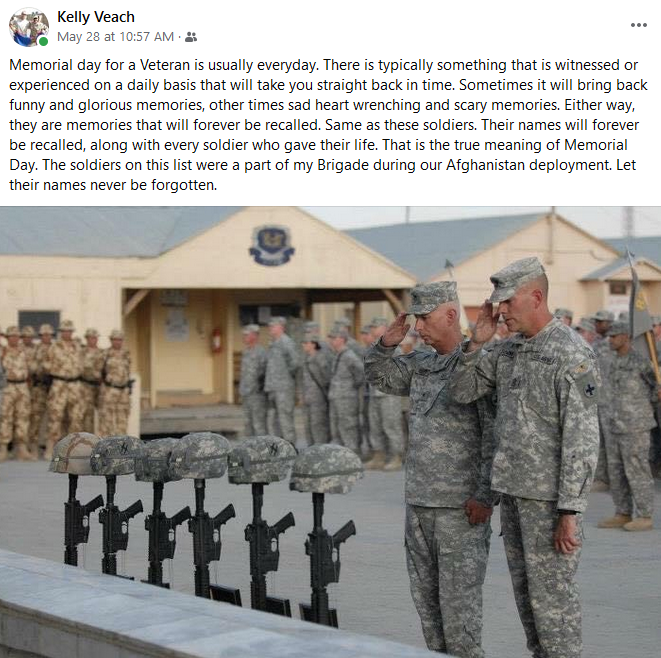 Kelly Veach
May 28 at 10:57 AM ·
Memorial day for a Veteran is usually everyday. There is typically something that is witnessed or
experienced on a daily basis that will take you straight back in time. Sometimes it will bring back
funny and glorious memories, other times sad heart wrenching and scary memories. Either way,
they are memories that will forever be recalled. Same as these soldiers. Their names will forever
be recalled, along with every soldier who gave their life. That is the true meaning of Memorial
Day. The soldiers on this list were a part of my Brigade during our Afghanistan deployment. Let
their names never be forgotten.